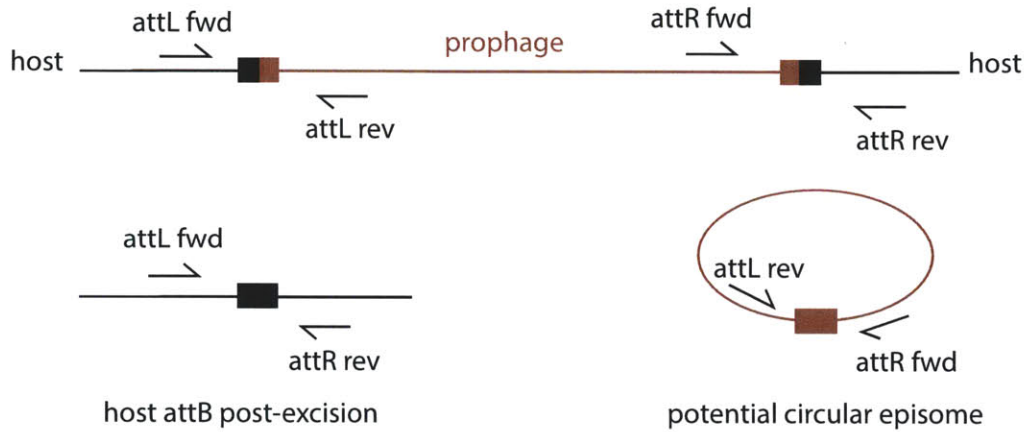 attL fwd
attR fwd
host
prophage
host
attL rev
attR rev
attL fwd
attL rev
attR rev
attR fwd
host attB post-excision
potential circular episome